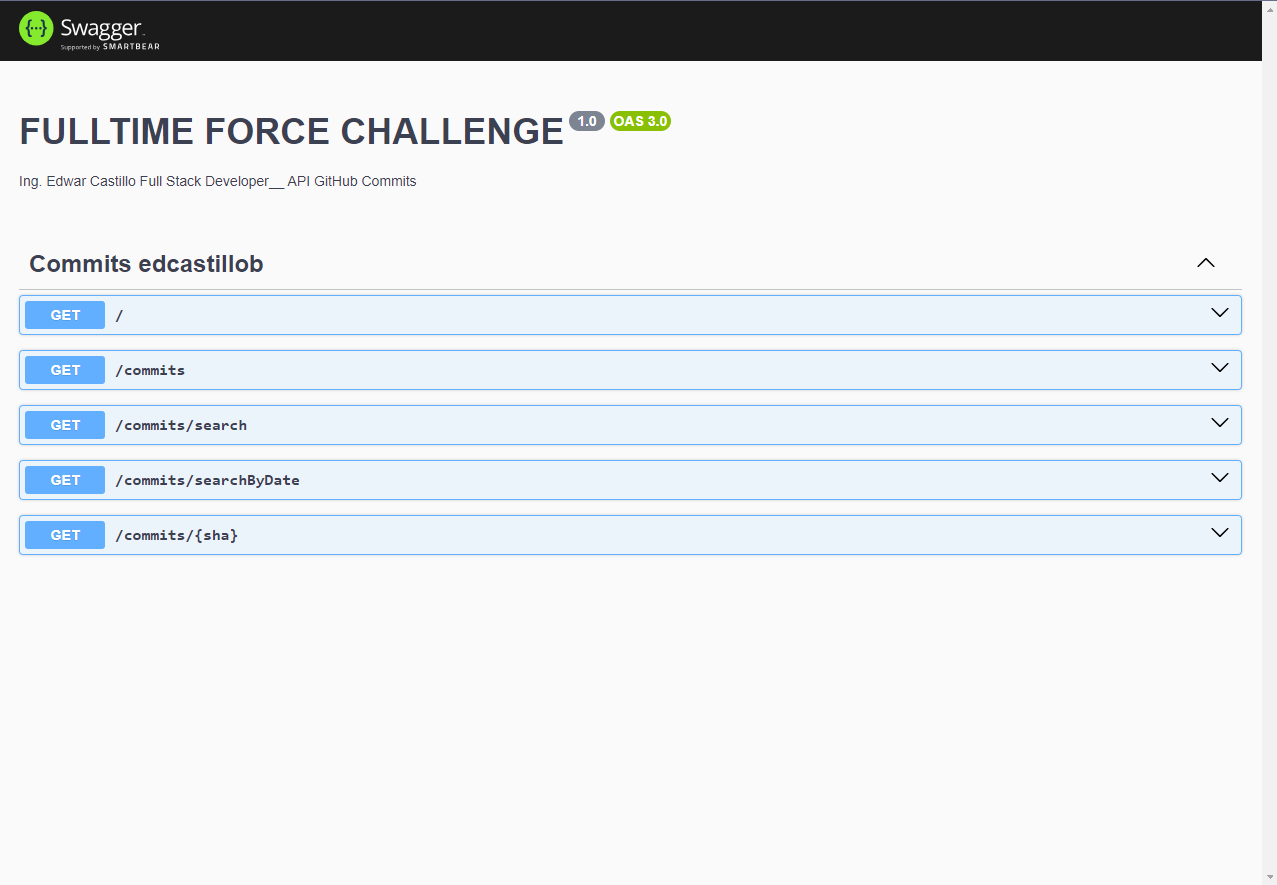 {···} Swagger™
Supported by SMARTBEAR
FULLTIME FORCE CHALLENGE 1.0 OAS 3.0
Ing. Edwar Castillo Full Stack Developer__ API GitHub Commits
Commits edcastillob
GET /
GET /commits
GET /commits/search
GET /commits/searchByDate
GET /commits/{sha}